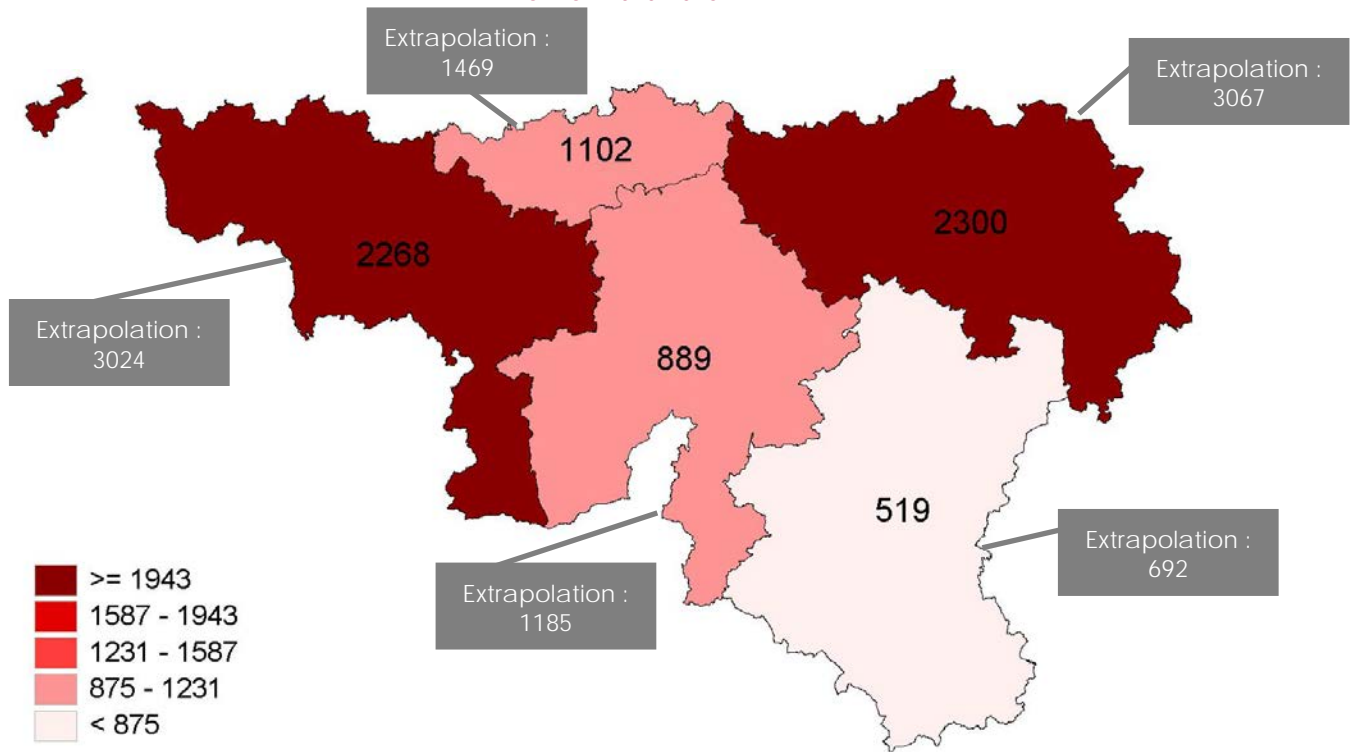 Extrapolation :
1469
Extrapolation :
3067
1102
2300
2268
Extrapolation :
3024
889
519
Extrapolation :
692
Extrapolation :
1185
>= 1943
1587 - 1943
1231 - 1587
875 - 1231
< 875